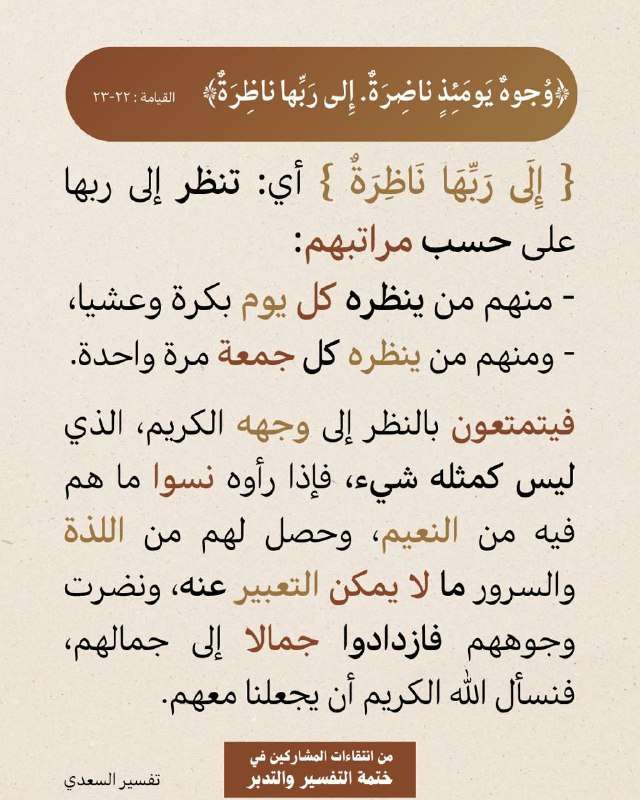 ﴿وُجوهٌ يَومَئِذٍ ناضِرَةٌ. إِلى رَبِّها ناظِرَةٌ﴾ القيامة : ٢٢-٢٣
{ إِلَى رَبِّهَا نَاظِرَةٌ } أي: تنظر إلى ربها
على حسب مراتبهم:
- منهم من ينظره كل يوم بكرة وعشيا،
- ومنهم من ينظره كل جمعة مرة واحدة.
فيتمتعون بالنظر إلى وجهه الكريم، الذي
ليس كمثله شيء، فإذا رأوه نسوا ما هم
فيه من النعيم، وحصل لهم من اللذة
والسرور ما لا يمكن التعبير عنه، ونضرت
وجوههم فازدادوا جمالا إلى جمالهم،
فنسأل الله الكريم أن يجعلنا معهم.
من انتقاءات المشاركين في
ختمة التفسير والتدبر
تفسير السعدي